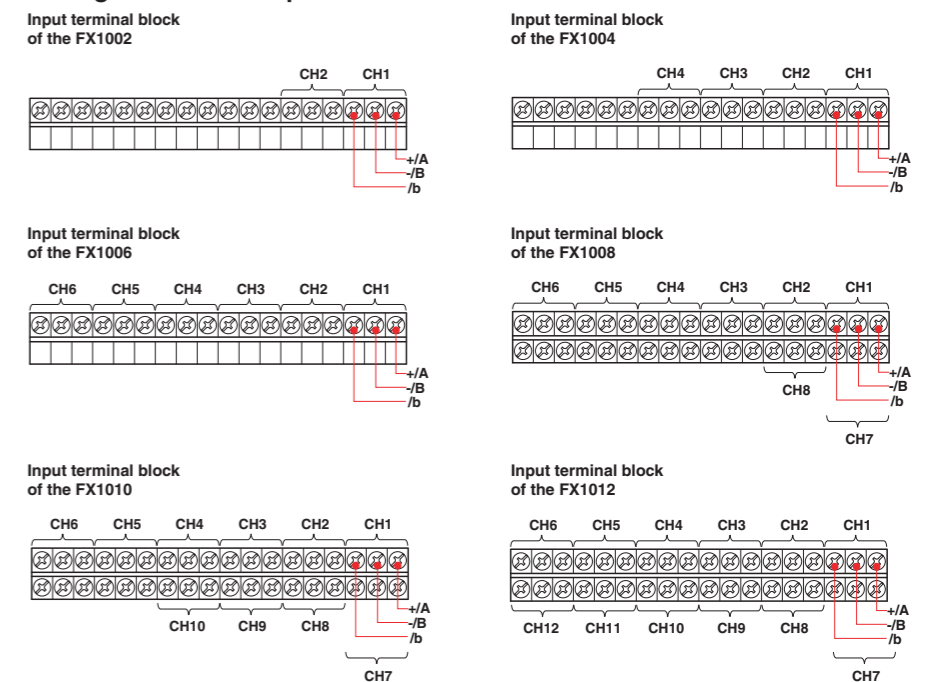 Input terminal block
of the FX1002
CH2 CH1
+/A
-/B
/b
Input terminal block
of the FX1004
CH4 CH3 CH2 CH1
+/A
-/B
/b
Input terminal block
of the FX1006
CH6 CH5 CH4 CH3 CH2 CH1
+/A
-/B
/b
Input terminal block
of the FX1008
CH6 CH5 CH4 CH3 CH2 CH1
+/A
-/B
/b
CH8
CH7
Input terminal block
of the FX1010
CH6 CH5 CH4 CH3 CH2 CH1
+/A
-/B
/b
CH10 CH9 CH8
CH7
Input terminal block
of the FX1012
CH6 CH5 CH4 CH3 CH2 CH1
+/A
-/B
/b
CH12 CH11 CH10 CH9 CH8
CH7